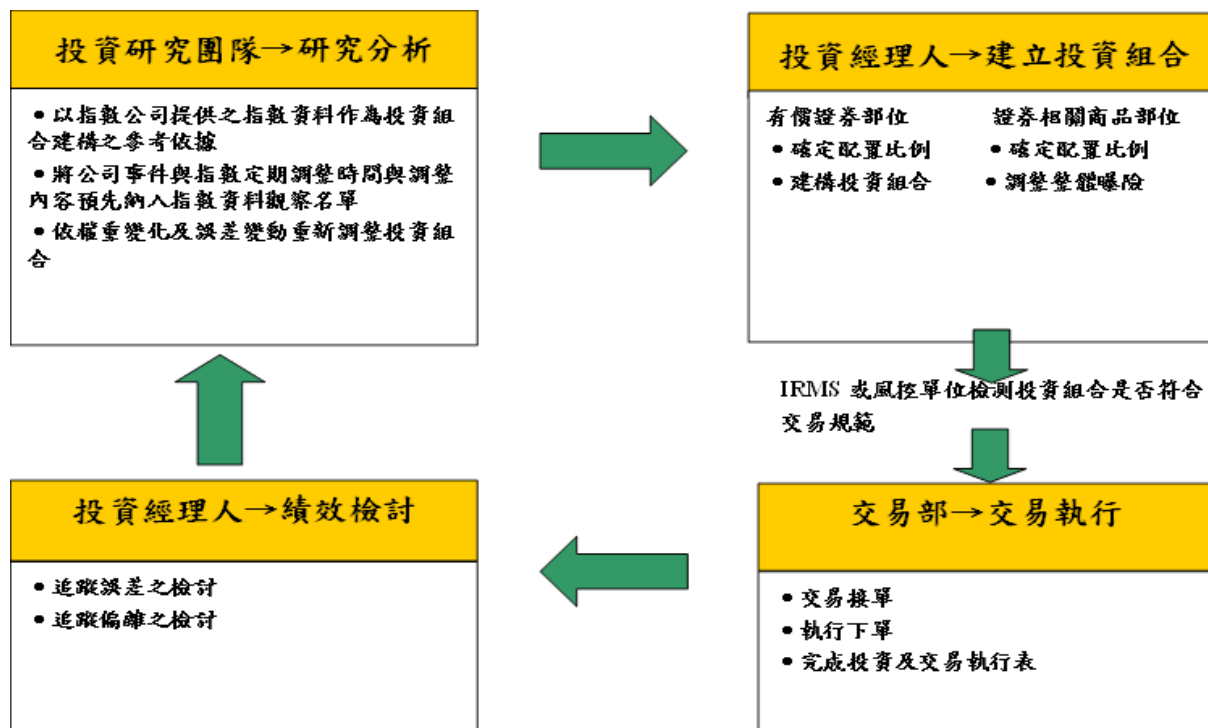 投資研究團隊→研究分析
• 以指數公司提供之指數資料作為投資組
合建構之參考依據
• 將公司事件與指數定期調整時間與調整
內容預先納入指數資料觀察名單
• 依權重變化及誤差變動重新調整投資組
合
投資經理人→建立投資組合
有價證券部位
• 確定配置比例
• 建構投資組合
證券相關商品部位
• 確定配置比例
• 調整整體曝險
IRMS 或風控單位檢測投資組合是否符合
交易規範
交易部→交易執行
• 交易接單
• 執行下單
• 完成投資及交易執行表
投資經理人→績效檢討
• 追蹤誤差之檢討
• 追蹤偏離之檢討